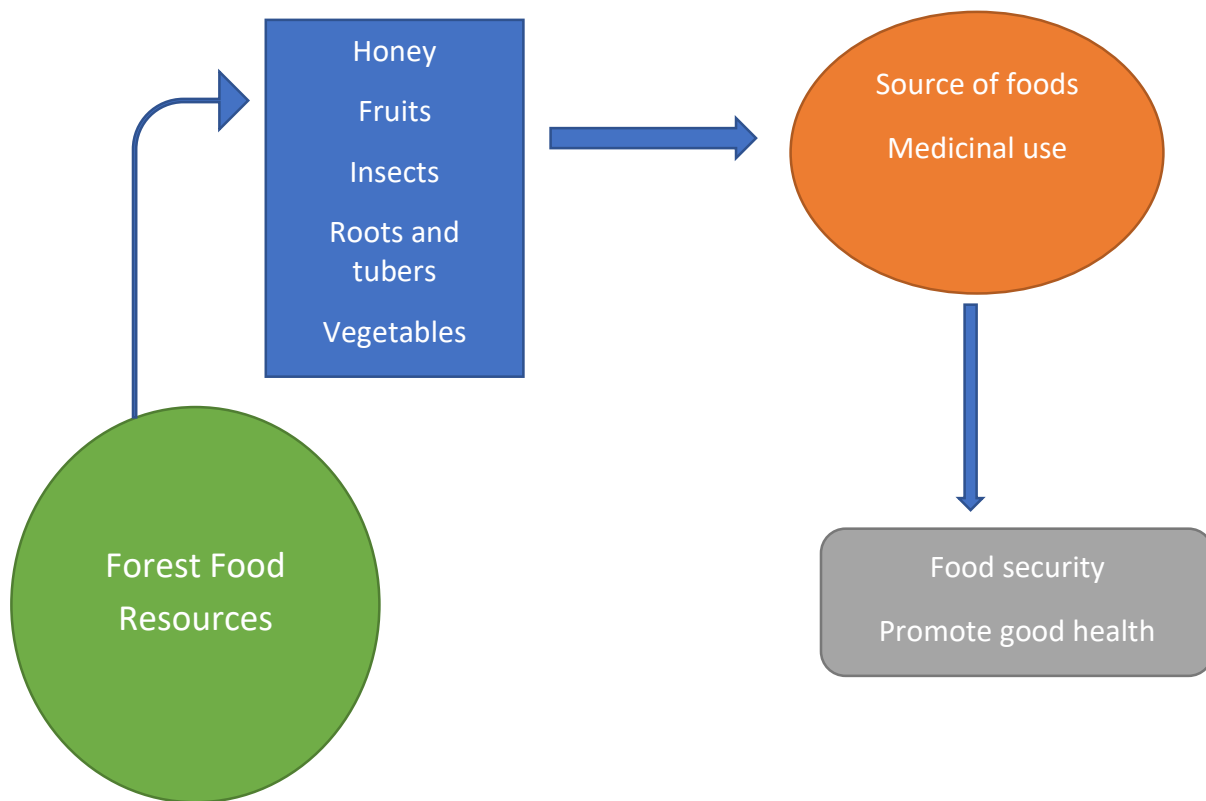 Honey
Fruits
Insects
Roots and
tubers
Vegetables
Source of foods
Medicinal use
Forest Food
Resources
Food security
Promote good health